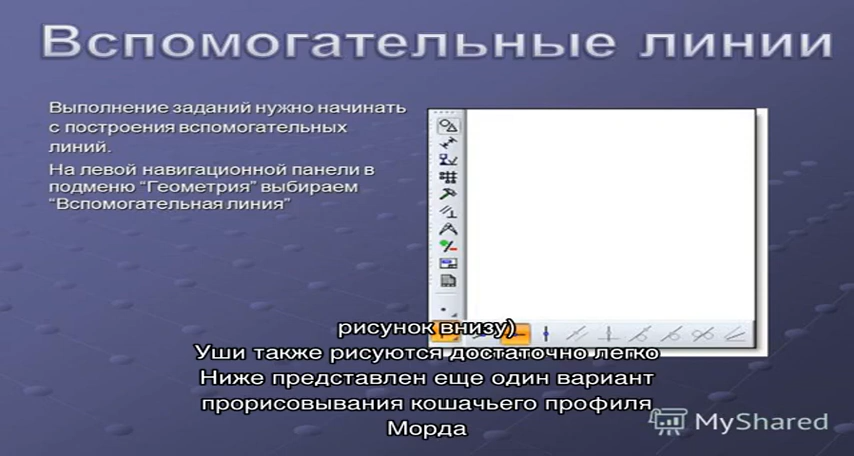 Вспомогательные линии
Выполнение заданий нужно начинать
с построения вспомогательных
линий.
На левой навигационной панели в
подменю “Геометрия” выбираем
“Вспомогательная линия”
рисунок внизу)
Уши также рисуются достаточно легко
Ниже представлен еще один вариант
прорисовывания кошачьего профиля
Морда
MyShared